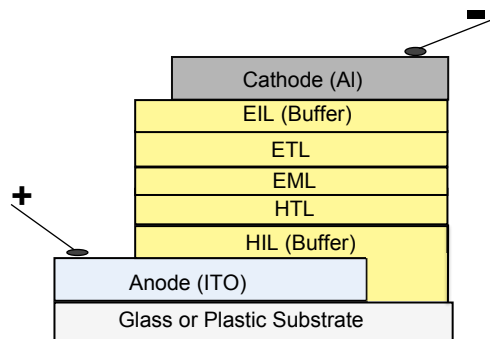 -
Cathode (Al)
EIL (Buffer)
ETL
EML
HTL
+
HIL (Buffer)
Anode (ITO)
Glass or Plastic Substrate